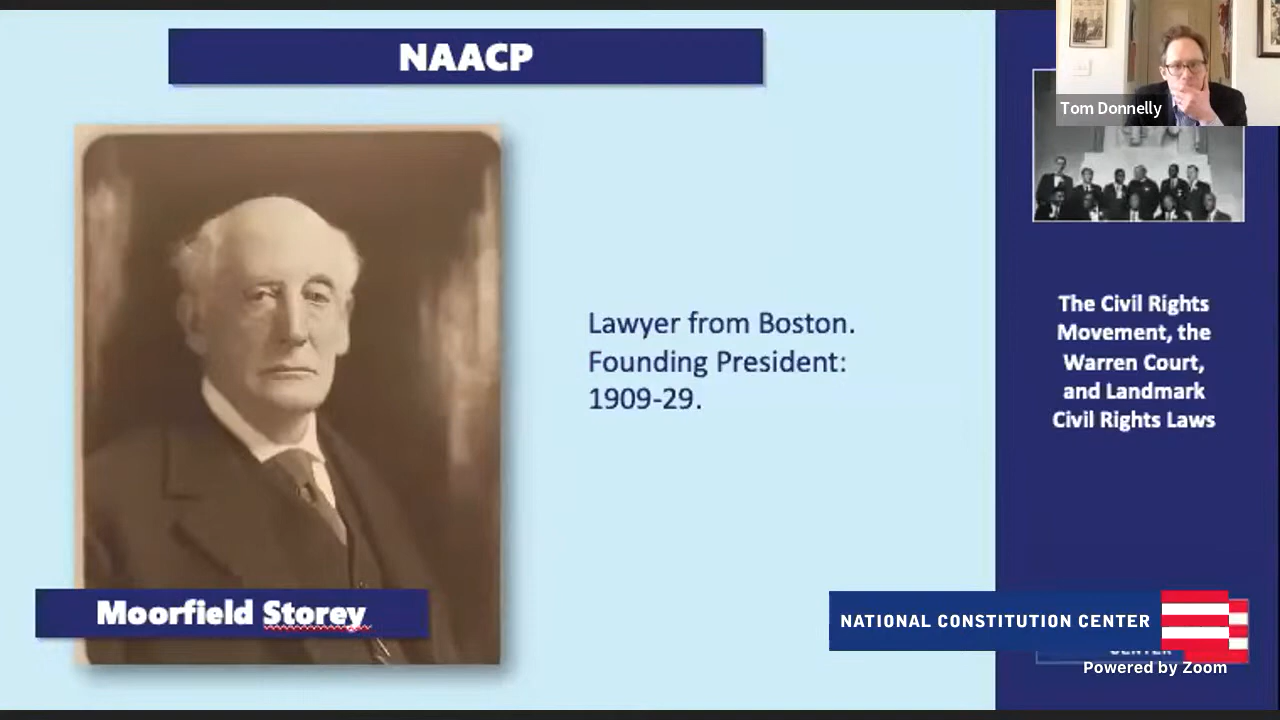 NAACP
Tom Donnelly
Lawyer from Boston.
Founding President:
1909-29.
The Civil Rights
Movement, the
Warren Court,
and Landmark
Civil Rights Laws
Moorfield Storey
NATIONAL CONSTITUTION CENTER
CENTER
Powered by Zoom